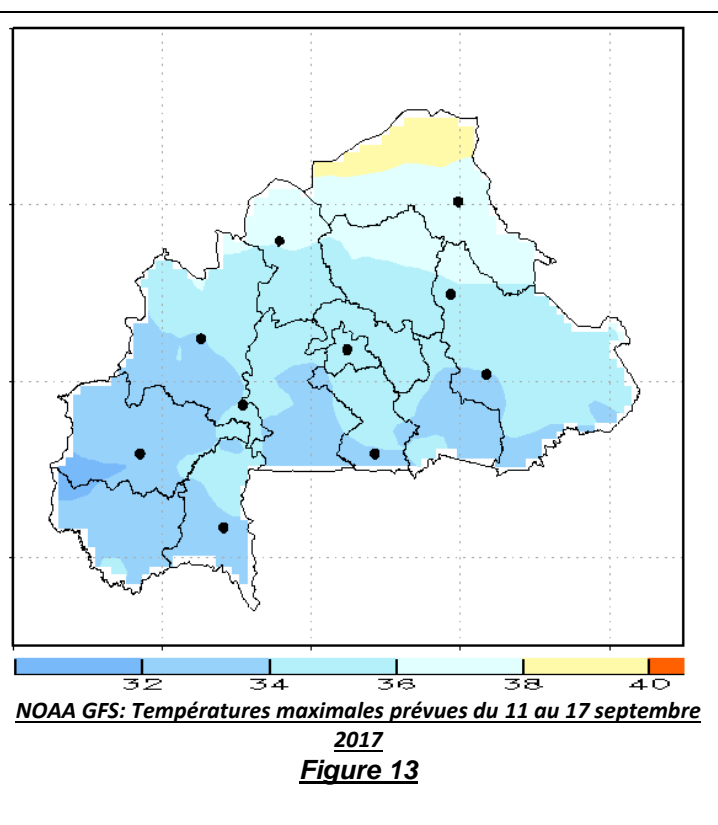 32 34 36 38 40
NOAA GFS: Températures maximales prévues du 11 au 17 septembre
2017
Figure 13